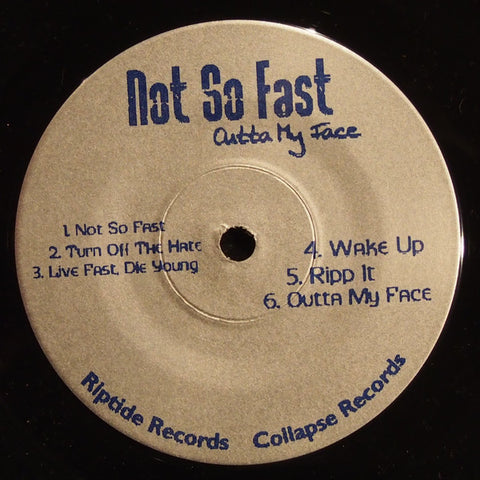 Not So Fast
Outta My Face
1. Not So Fast
2. Turn Off The Hate
3. Live Fast, Die Young
4. Wake Up
5. Ripp It
6. Outta My Face
Riptide Records
Collapse Records